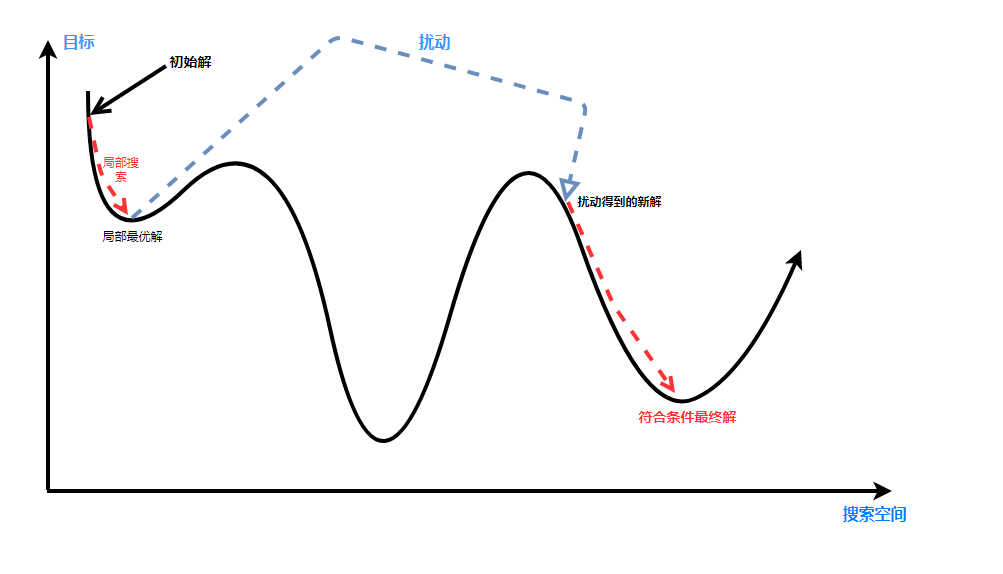 目标
扰动
初始解
局部搜
索
扰动得到的新解
局部最优解
符合条件最终解
搜索空间